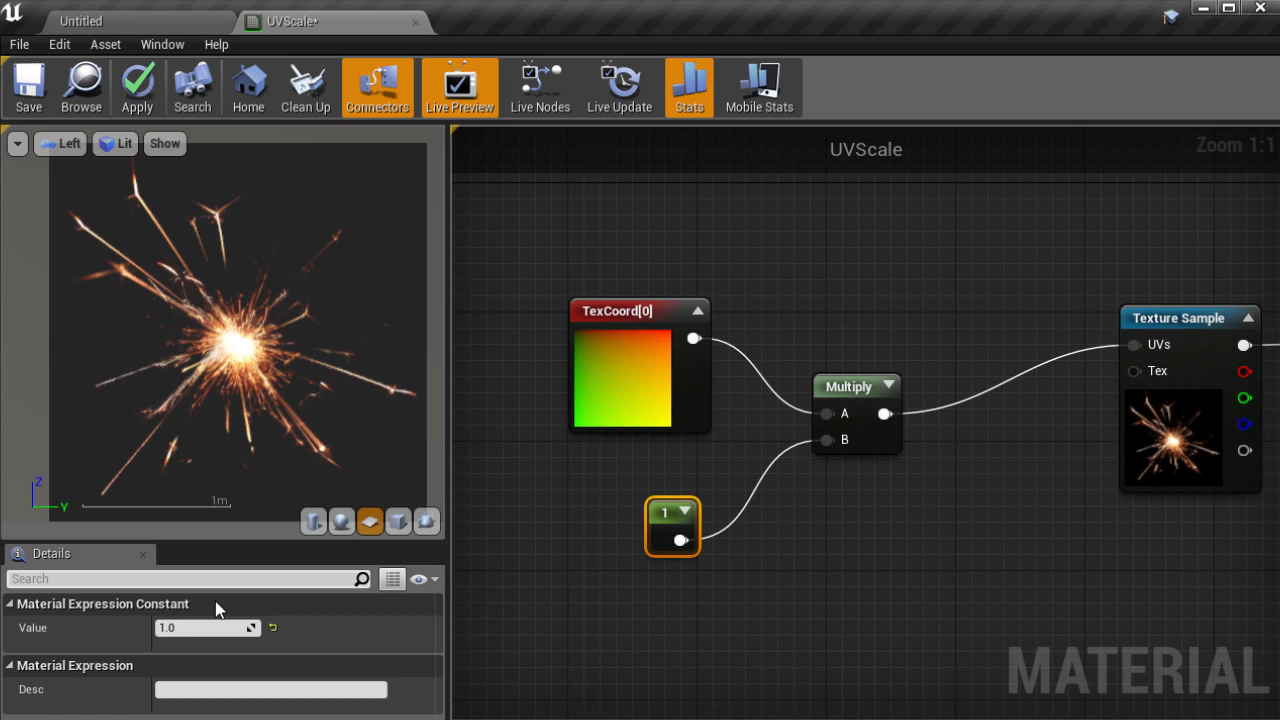 Untitled
UVScale*
File Edit Asset Window Help
Save Browse Apply Search Home Clean Up Connectors Live Preview Live Nodes Live Update Stats Mobile Stats
Left Lit Show
UVScale
Zoom 1:1
TexCoord[0]
Texture Sample
UVs
Tex
Multiply
A
B
1
Z
Y
1m
Details
Search
Material Expression Constant
Value 1.0
Material Expression
Desc
MATERIAL